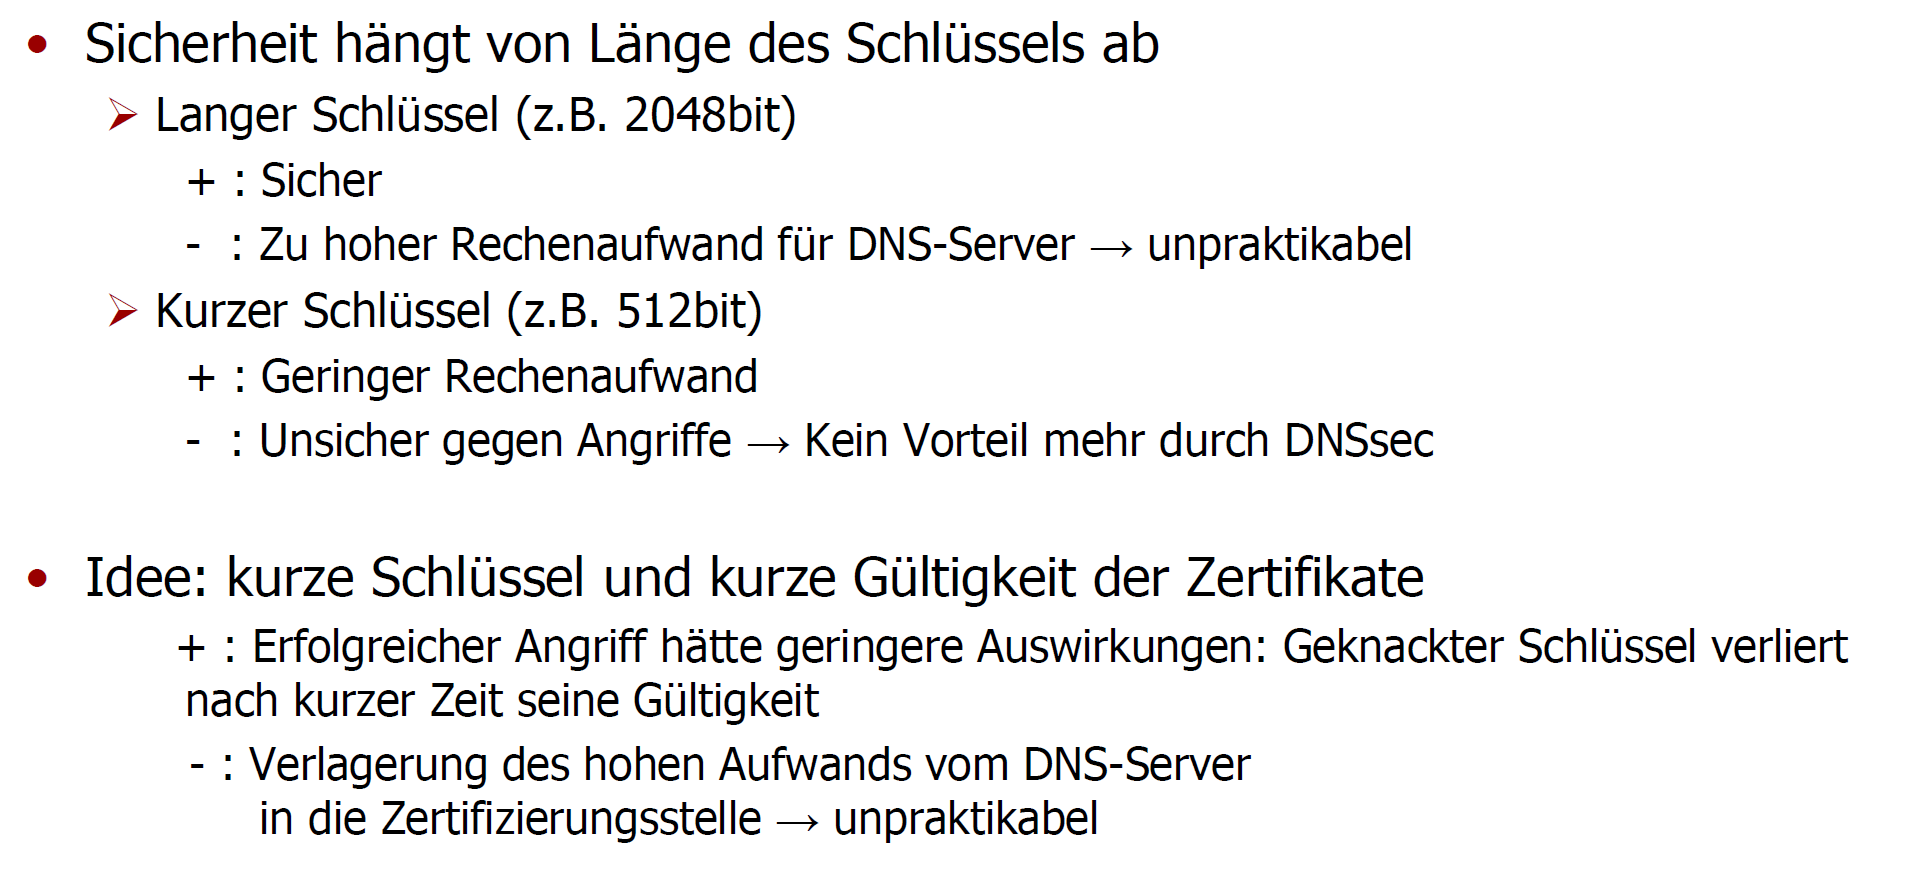 • Sicherheit hängt von Länge des Schlüssels ab
➢ Langer Schlüssel (z.B. 2048bit)
+ : Sicher
- : Zu hoher Rechenaufwand für DNS-Server → unpraktikabel
➢ Kurzer Schlüssel (z.B. 512bit)
+ : Geringer Rechenaufwand
- : Unsicher gegen Angriffe → Kein Vorteil mehr durch DNSsec
• Idee: kurze Schlüssel und kurze Gültigkeit der Zertifikate
+ : Erfolgreicher Angriff hätte geringere Auswirkungen: Geknackter Schlüssel verliert
nach kurzer Zeit seine Gültigkeit
- : Verlagerung des hohen Aufwands vom DNS-Server
in die Zertifizierungsstelle → unpraktikabel